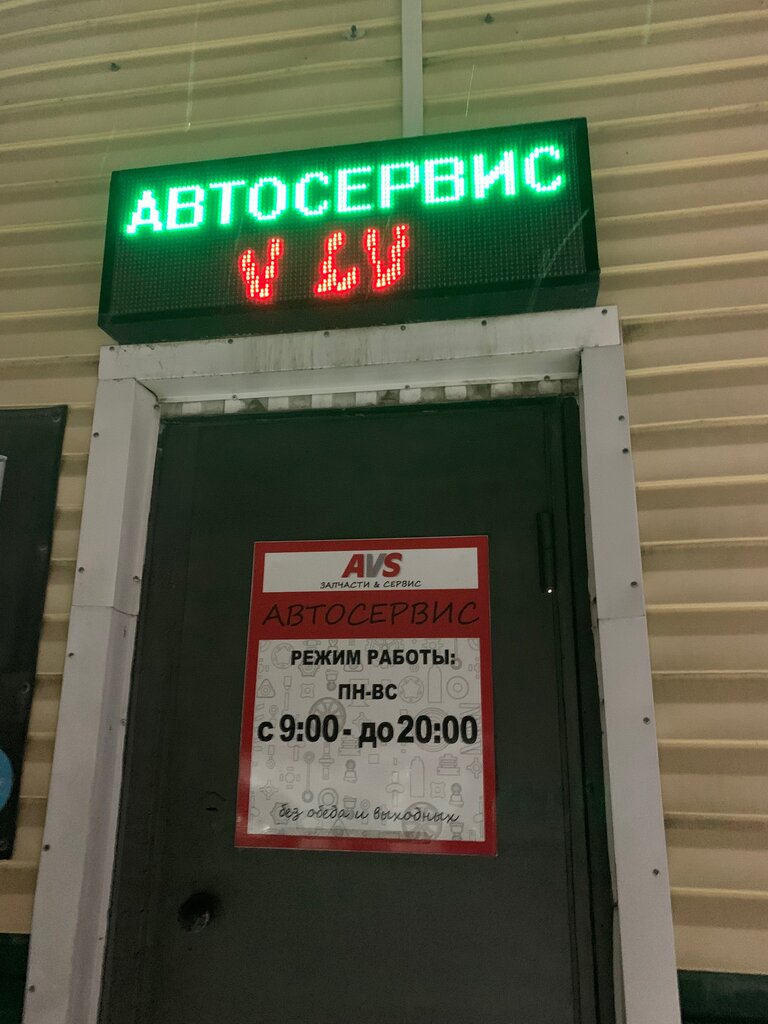 АВТОСЕРВИС
AVS
ЗАПЧАСТИ & СЕРВИС
АВТОСЕРВИС
РЕЖИМ РАБОТЫ:
ПН-ВС
с 9:00 - до 20:00
без обеда и выходных